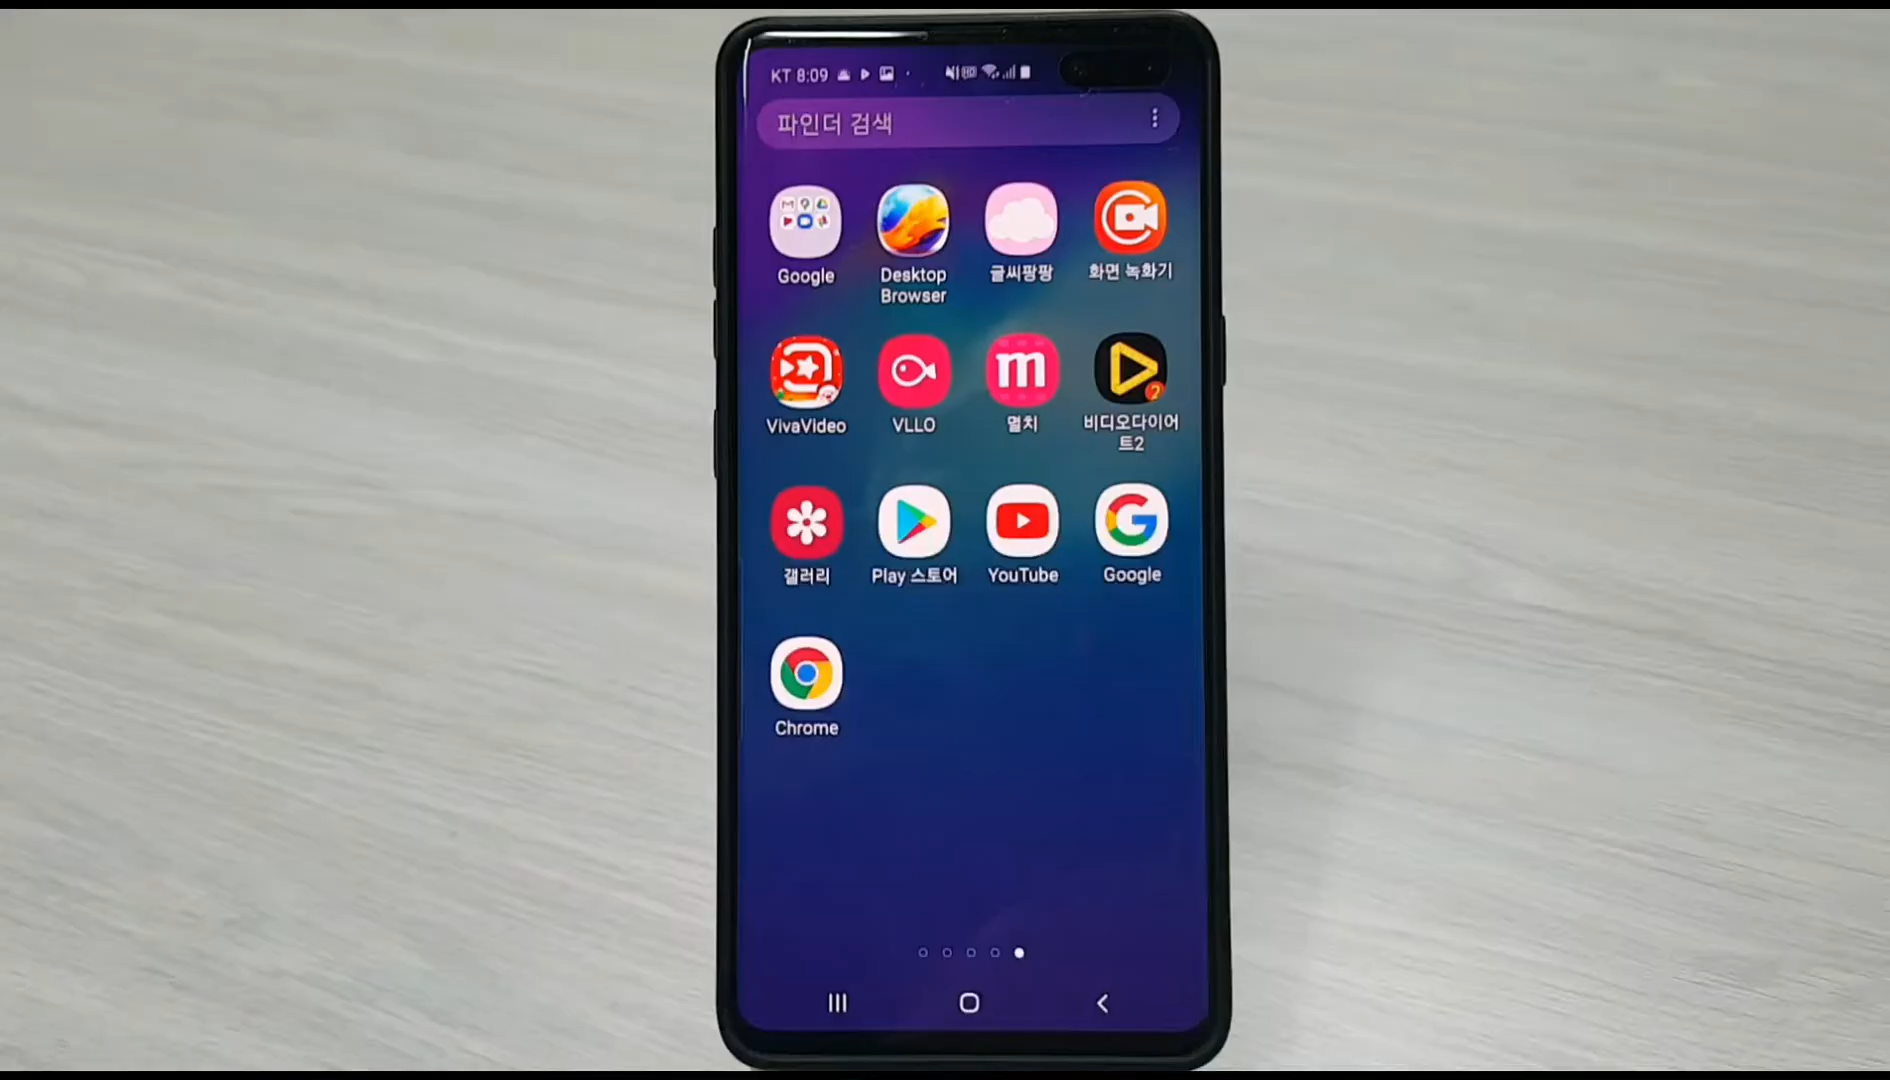 KT 8:09
파인더 검색
Google
Desktop
Browser
글씨팡팡
화면 녹화기
VivaVideo
VLLO
m
멸치
2
비디오다이어
트2
갤러리
Play 스토어
YouTube
G
Google
Chrome